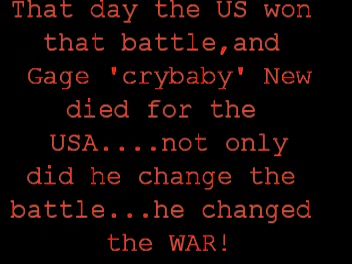 That day the US won
that battle,and
Gage 'crybaby' New
died for the
USA....not only
did he change the
battle...he changed
the WAR!